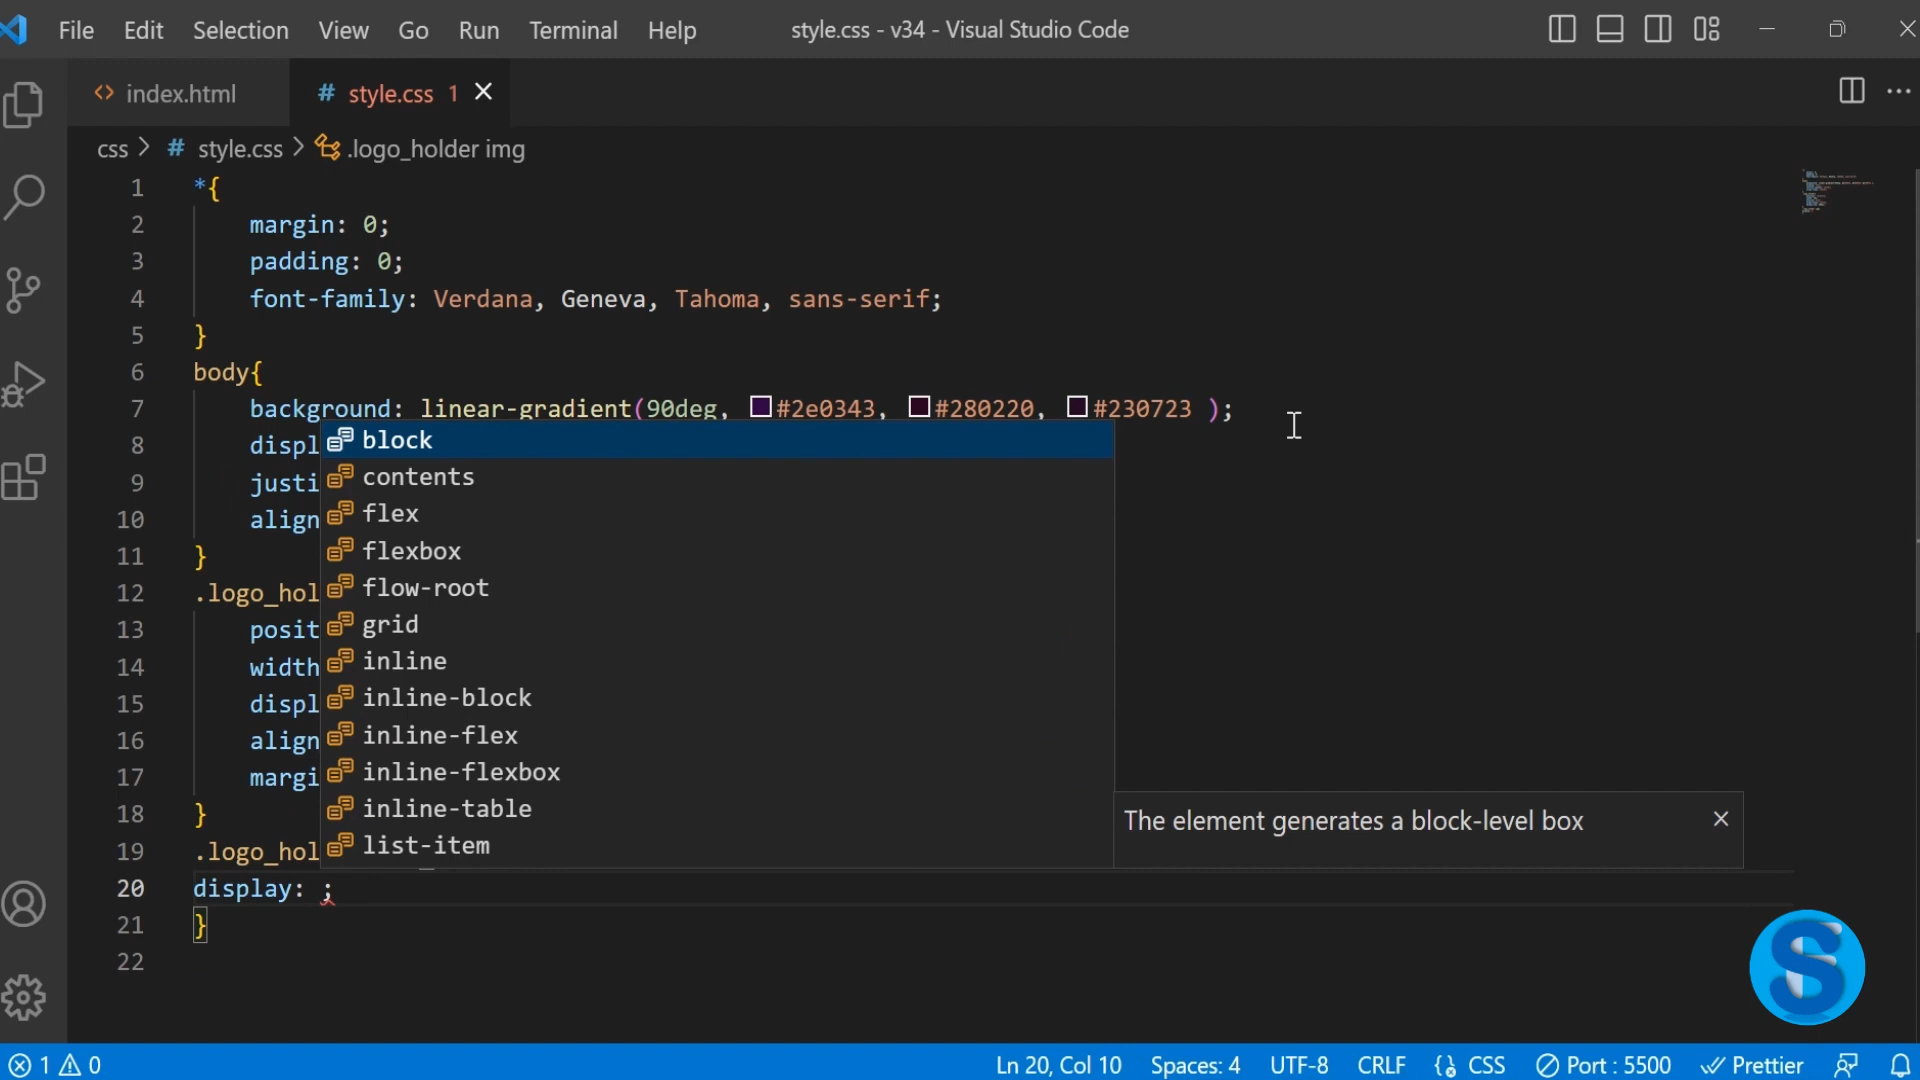 File Edit Selection View Go Run Terminal Help style.css - v34 - Visual Studio Code
<> index.html # style.css 1
css > # style.css > .logo_holder img
1 *{
2 margin: 0;
3 padding: 0;
4 font-family: Verdana, Geneva, Tahoma, sans-serif;
5 }
6 body{
7 background: linear-gradient(90deg, #2e0343, #280220, #230723 );
8 displ
block
contents
9 justi
flex
10 align
flexbox
11 }
flow-root
12 .logo_hol
grid
13 posit
inline
14 width
inline-block
15 displ
inline-flex
16 align
inline-flexbox
17 margi
inline-table
The element generates a block-level box
18 }
list-item
19 .logo_hol
20 display: ;
21 }
22
S
1 0 Ln 20, Col 10 Spaces: 4 UTF-8 CRLF {} CSS Port : 5500 Prettier